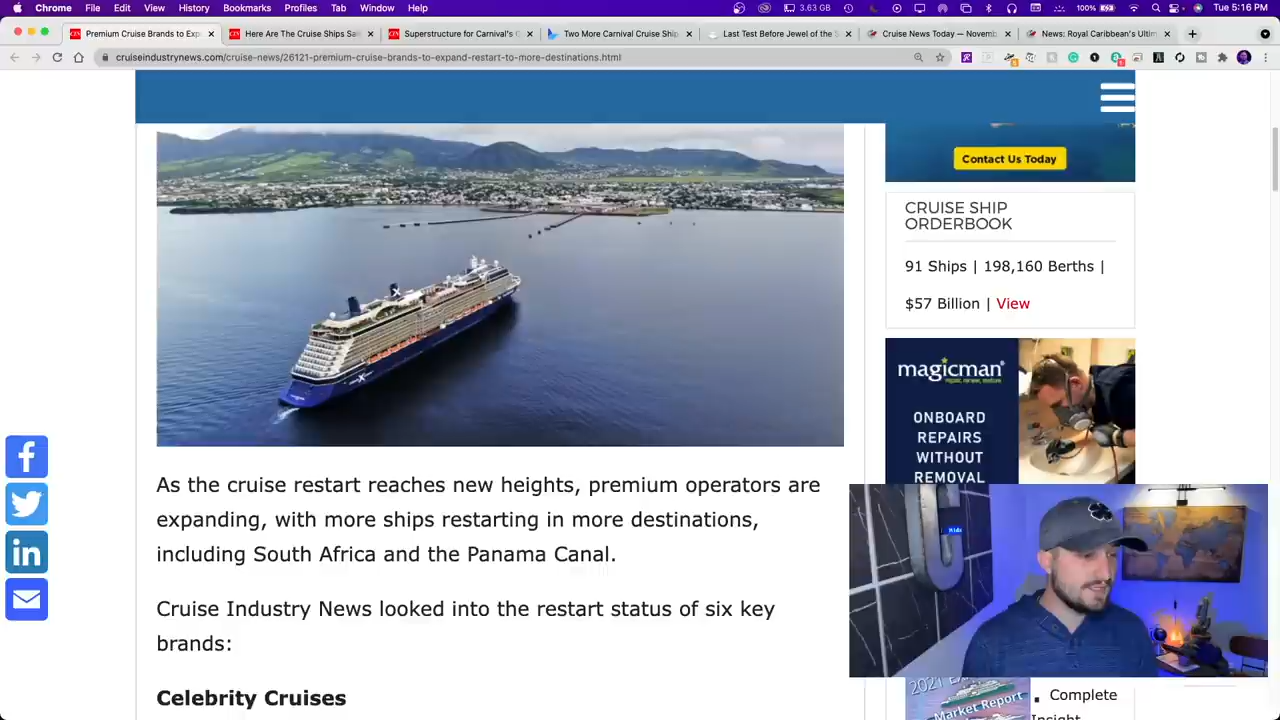 Chrome File Edit View History Bookmarks Profiles Tab Window Help 3.63 GB 100% Tue 5:16 PM
Premium Cruise Brands to Exp
Here Are The Cruise Ships Sai
Superstructure for Carnival's C
Two More Carnival Cruise Ship
Last Test Before Jewel of the S
Cruise News Today — Novemb
News: Royal Caribbean's Ultim
cruiseindustrynews.com/cruise-news/26121-premium-cruise-brands-to-expand-restart-to-more-destinations.html
Contact Us Today
CRUISE SHIP
ORDERBOOK
91 Ships | 198,160 Berths |
$57 Billion | View
magicman
ONBOARD
REPAIRS
WITHOUT
REMOVAL
As the cruise restart reaches new heights, premium operators are
expanding, with more ships restarting in more destinations,
including South Africa and the Panama Canal.
Cruise Industry News looked into the restart status of six key
brands:
Celebrity Cruises
2021
Market Report
Complete
Insight